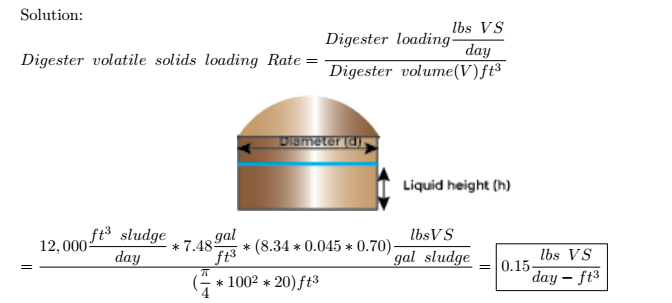 Solution:
Digester volatile solids loading Rate = \frac{Digester loading \frac{lbs VS}{day}}{Digester volume(V)ft^3}
Diameter (d)
Liquid height (h)
= \frac{12,000 \frac{ft^3 sludge}{day} * 7.48 \frac{gal}{ft^3} * (8.34 * 0.045 * 0.70) \frac{lbsVS}{gal sludge}}{(\frac{π}{4} * 100^2 * 20)ft^3} = 0.15 \frac{lbs VS}{day − ft^3}